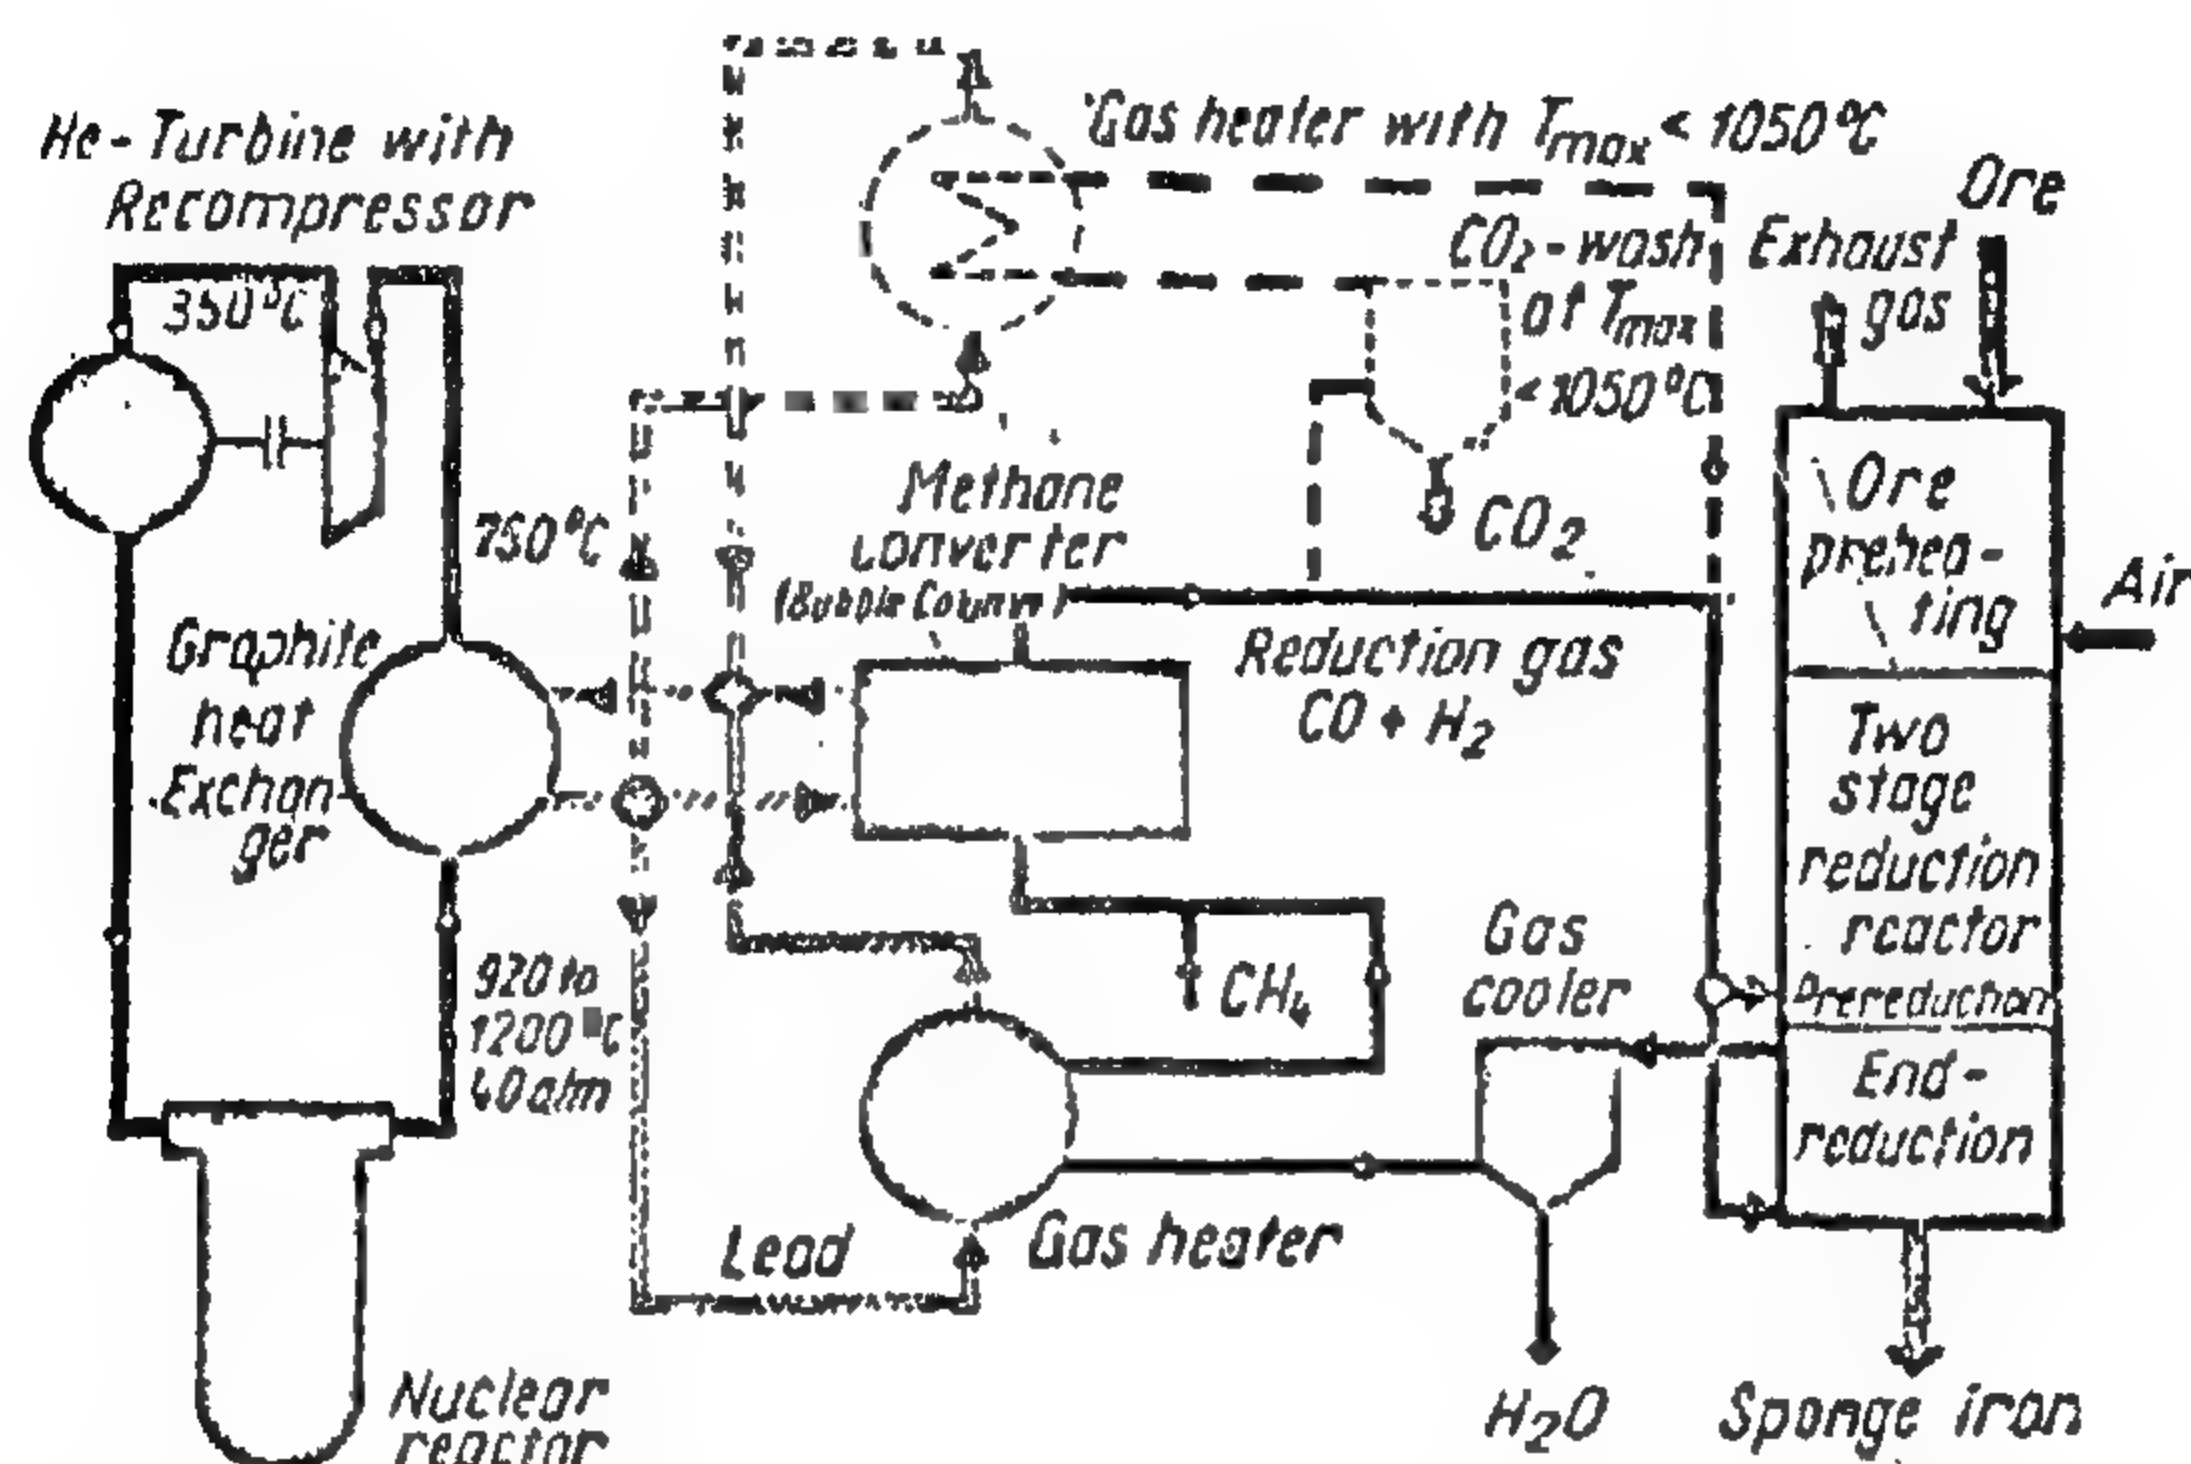 He-Turbine with
Recompressor
350°C
750°C
Graphite
heat
Exchan-
ger
920 to
1200°C
40 atm
Nuclear
reactor
Gas heater with Tmax < 1050°C
CO2-wash
at Tmax
<1050°C
CO2
Methane
converter
(Bubble
Reduction gas
CO + H2
CH4
Lead
Gas heater
Gas
cooler
H2O
Exhaust
gas
Ore
Air
Ore
prehea-
ting
Two
stage
reduction
reactor
Prereduction
End-
reduction
Sponge iron